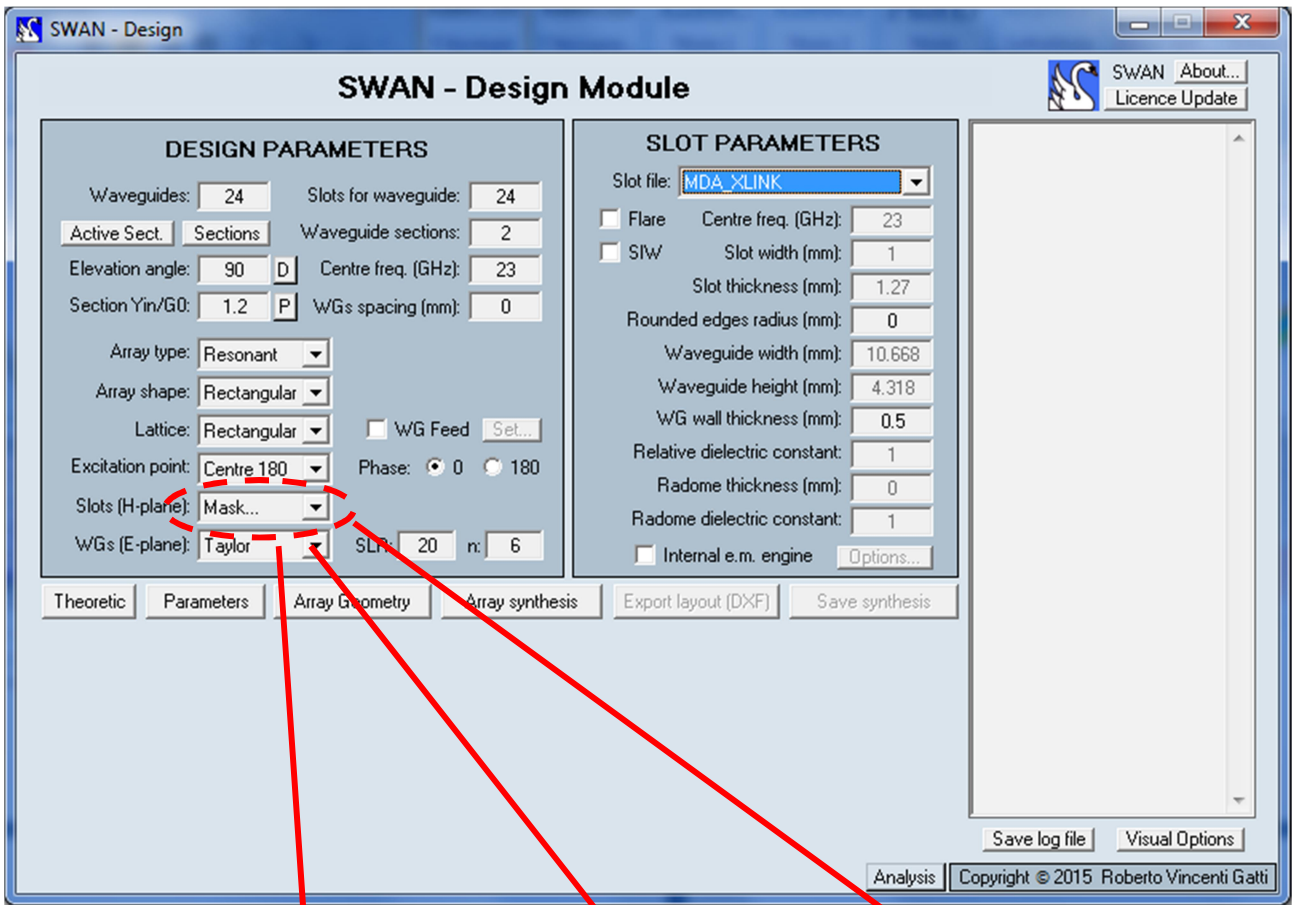 SWAN - Design
SWAN - Design Module
SWAN About...
Licence Update
DESIGN PARAMETERS
Waveguides: 24 Slots for waveguide: 24
Active Sect. Sections Waveguide sections: 2
Elevation angle: 90 D Centre freq. (GHz): 23
Section Yin/G0: 1.2 P WGs spacing (mm): 0
Array type: Resonant
Array shape: Rectangular
Lattice: Rectangular WG Feed Set...
Excitation point: Centre 180 Phase: 0 180
Slots (H-plane): Mask...
WGs (E-plane): Taylor SLR: 20 n: 6
SLOT PARAMETERS
Slot file: MDA_XLINK
Flare Centre freq. (GHz): 23
SIW Slot width (mm): 1
Slot thickness (mm): 1.27
Rounded edges radius (mm): 0
Waveguide width (mm): 10.668
Waveguide height (mm): 4.318
WG wall thickness (mm): 0.5
Relative dielectric constant: 1
Radome thickness (mm): 0
Radome dielectric constant: 1
Internal e.m. engine Options...
Theoretic Parameters Array Geometry Array synthesis Export layout (DXF) Save synthesis
Save log file Visual Options
Analysis Copyright © 2015 Roberto Vincenti Gatti